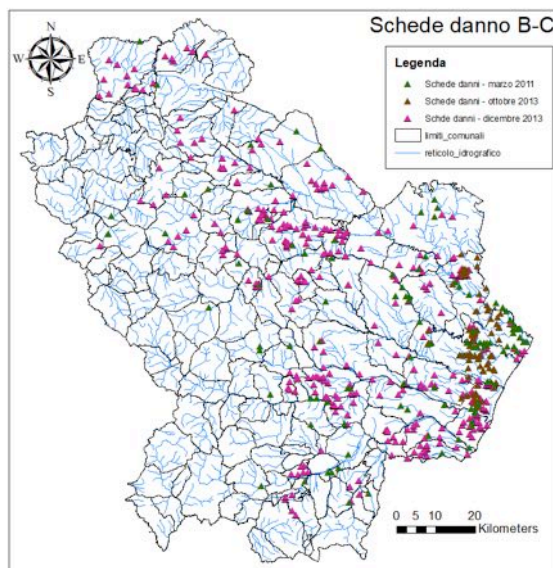 Schede danno B-C
N
W E
S
Legenda
Schede danni - marzo 2011
Schede danni - ottobre 2013
Schde danni - dicembre 2013
limiti_comunali
reticolo_idrografico
0 5 10 15 20
Kilometers